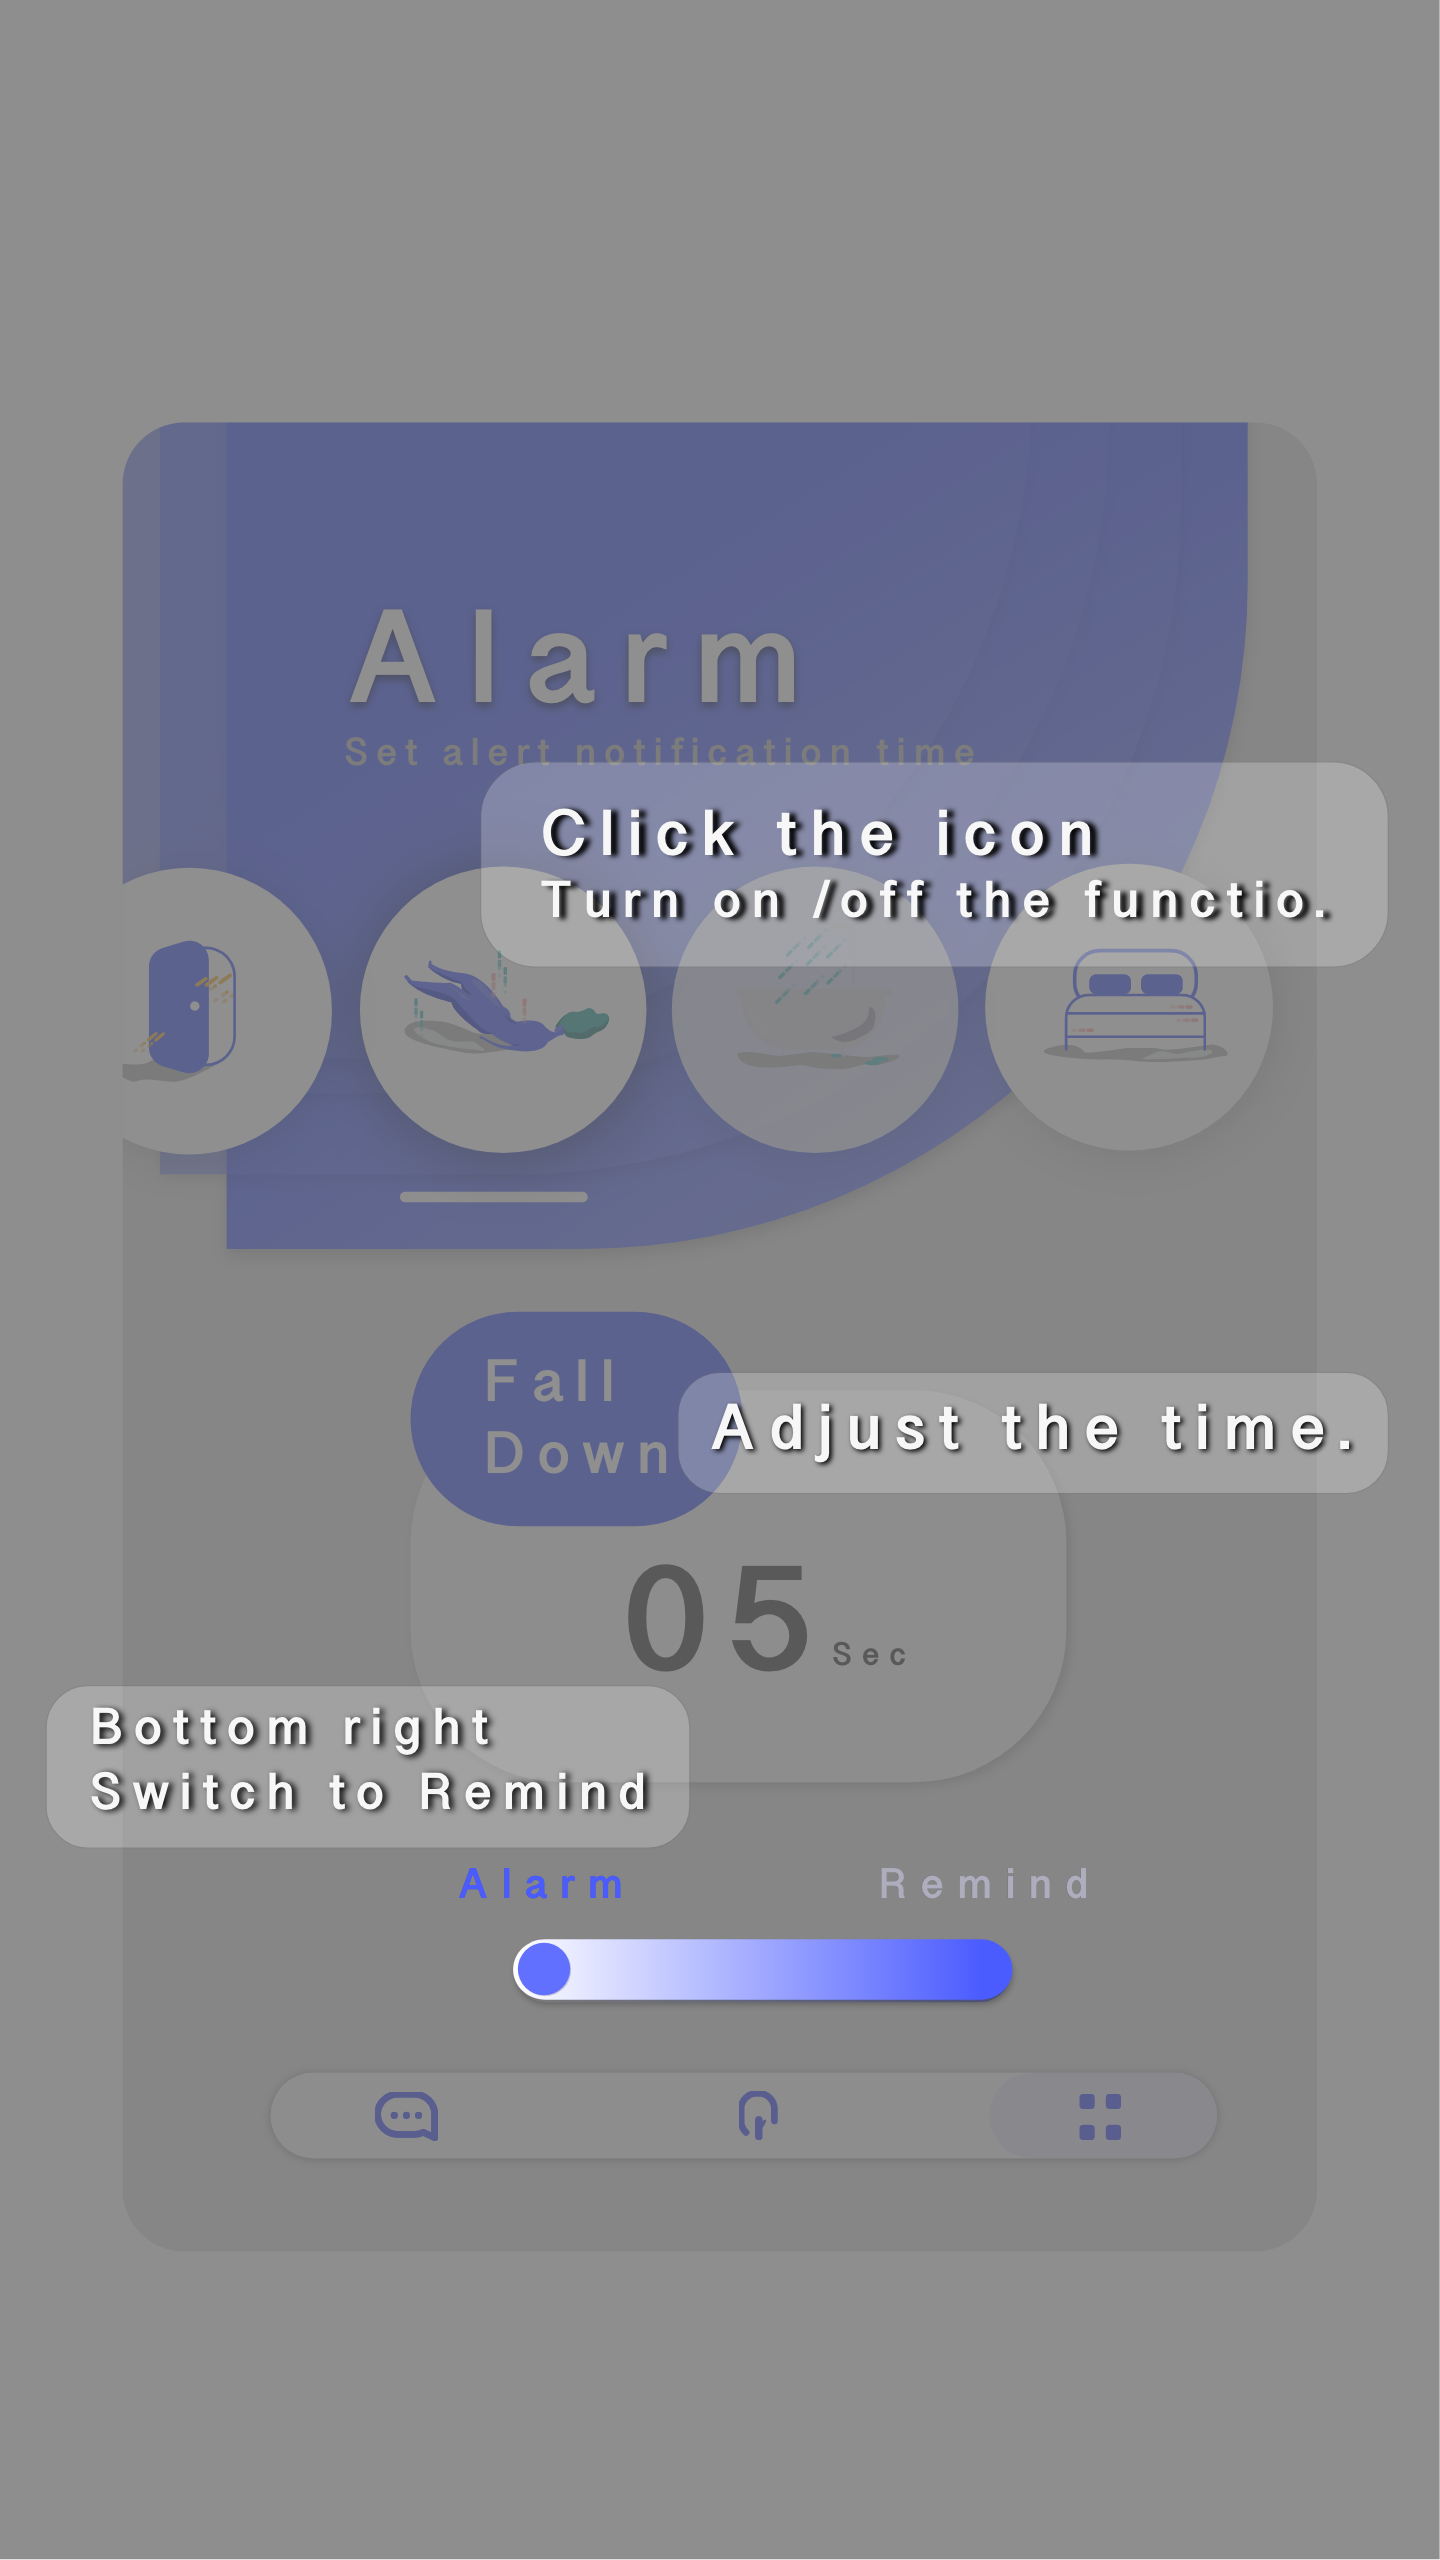 Alarm
Set alert notification time
Click the icon
Turn on /off the functio.
Fall
Down
Adjust the time.
05 Sec
Bottom right
Switch to Remind
Alarm Remind